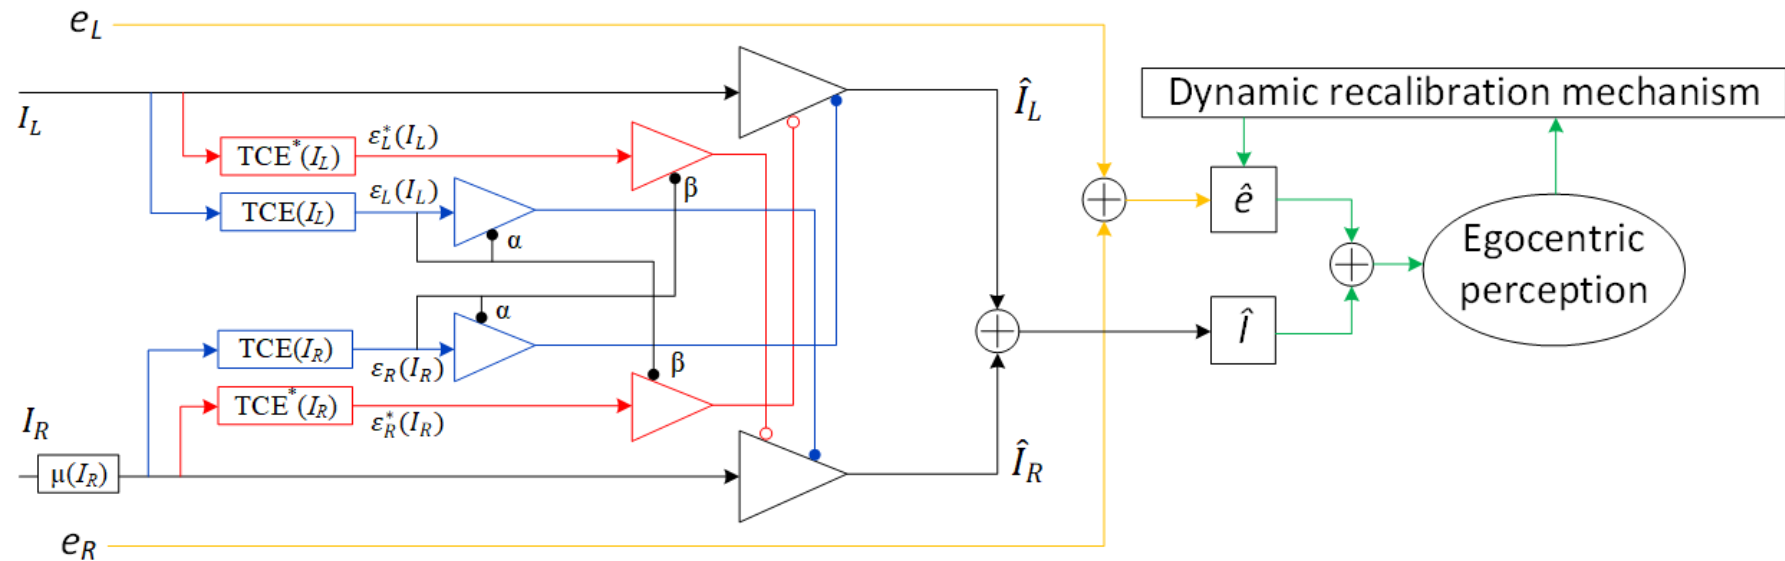 e_L
I_L
TCE*(I_L)
ε*_L(I_L)
β
TCE(I_L)
ε_L(I_L)
α
TCE(I_R)
ε_R(I_R)
α
TCE*(I_R)
ε*_R(I_R)
β
I_R
μ(I_R)
e_R
Î_L
Î_R
Dynamic recalibration mechanism
ê
Î
Egocentric
perception